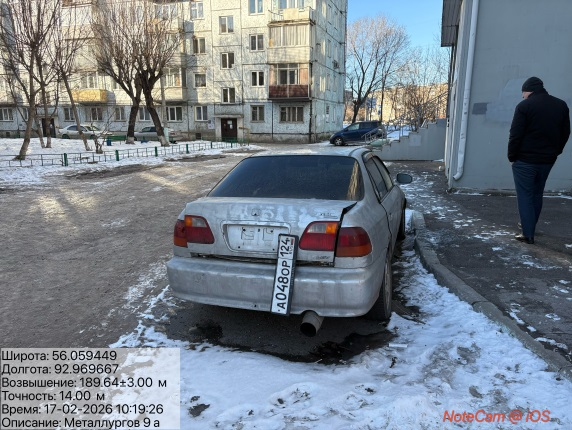 А048ОР 124
Широта: 56.059449
Долгота: 92.969667
Возвышение: 189.64±3.00 м
Точность: 14.00 м
Время: 17-02-2026 10:19:26
Описание: Металлургов 9 а
NoteCam @ iOS